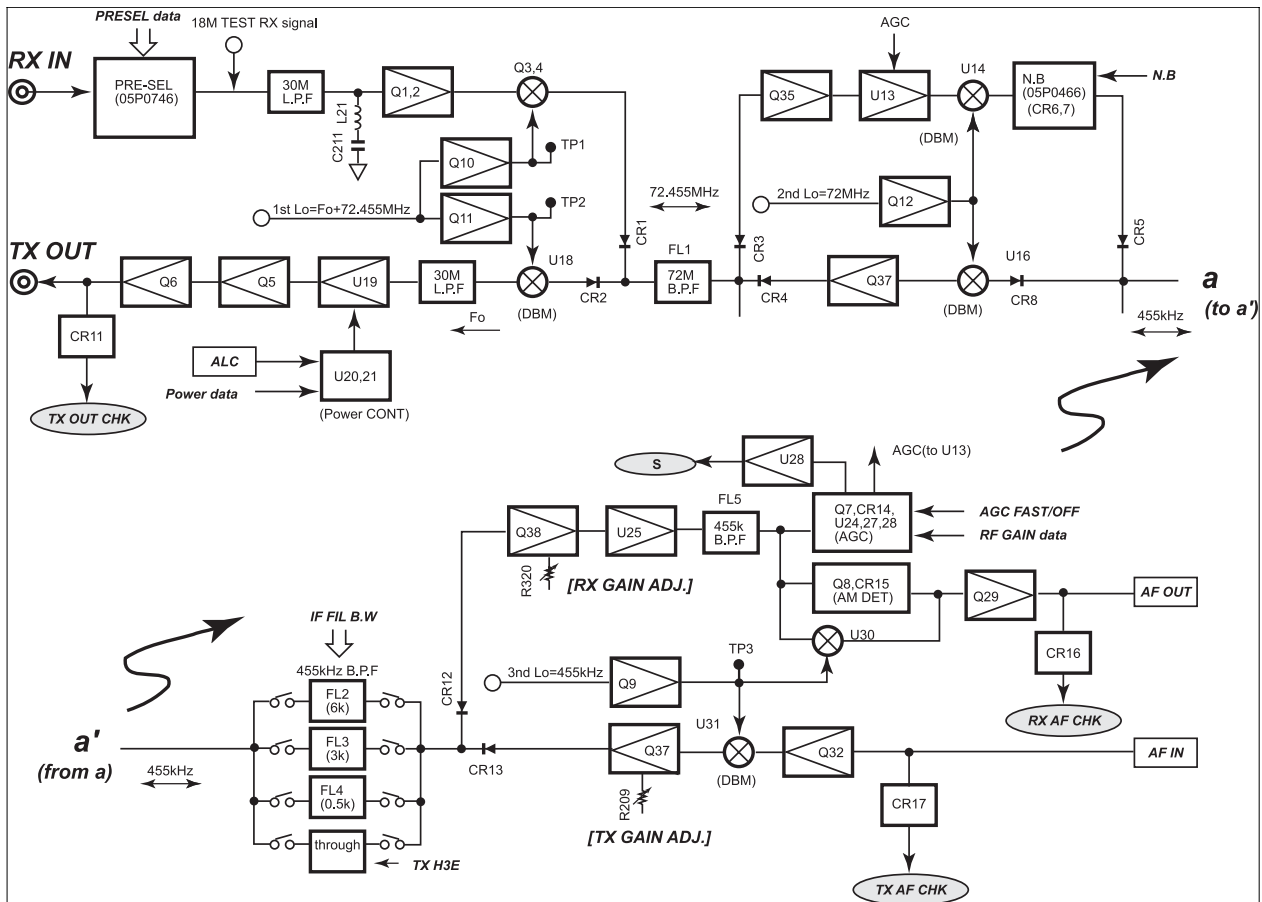 PRESEL data
18M TEST RX signal
RX IN
PRE-SEL
(05P0746)
30M
L.P.F
L21
C211
Q1,2
Q3,4
Q10
TP1
TP2
1st Lo=Fo+72.455MHz
Q11
CR1
72.455MHz
AGC
Q35
U13
U14
(DBM)
N.B
(05P0466)
(CR6,7)
N.B
2nd Lo=72MHz
Q12
CR3
CR5
TX OUT
Q6
Q5
U19
30M
L.P.F
U18
(DBM)
CR2
FL1
72M
B.P.F
CR4
Q37
U16
(DBM)
CR8
a
(to a')
455kHz
Fo
CR11
ALC
Power data
U20,21
(Power CONT)
TX OUT CHK
S
U28
AGC(to U13)
Q38
U25
FL5
455k
B.P.F
Q7,CR14,
U24,27,28
(AGC)
AGC FAST/OFF
RF GAIN data
R320
[RX GAIN ADJ.]
Q8,CR15
(AM DET)
Q29
AF OUT
U30
CR16
RX AF CHK
IF FIL B.W
455kHz B.P.F
FL2
(6k)
FL3
(3k)
FL4
(0.5k)
through
TX H3E
a'
(from a)
455kHz
CR12
3nd Lo=455kHz
Q9
TP3
CR13
Q37
R209
[TX GAIN ADJ.]
U31
(DBM)
Q32
AF IN
CR17
TX AF CHK